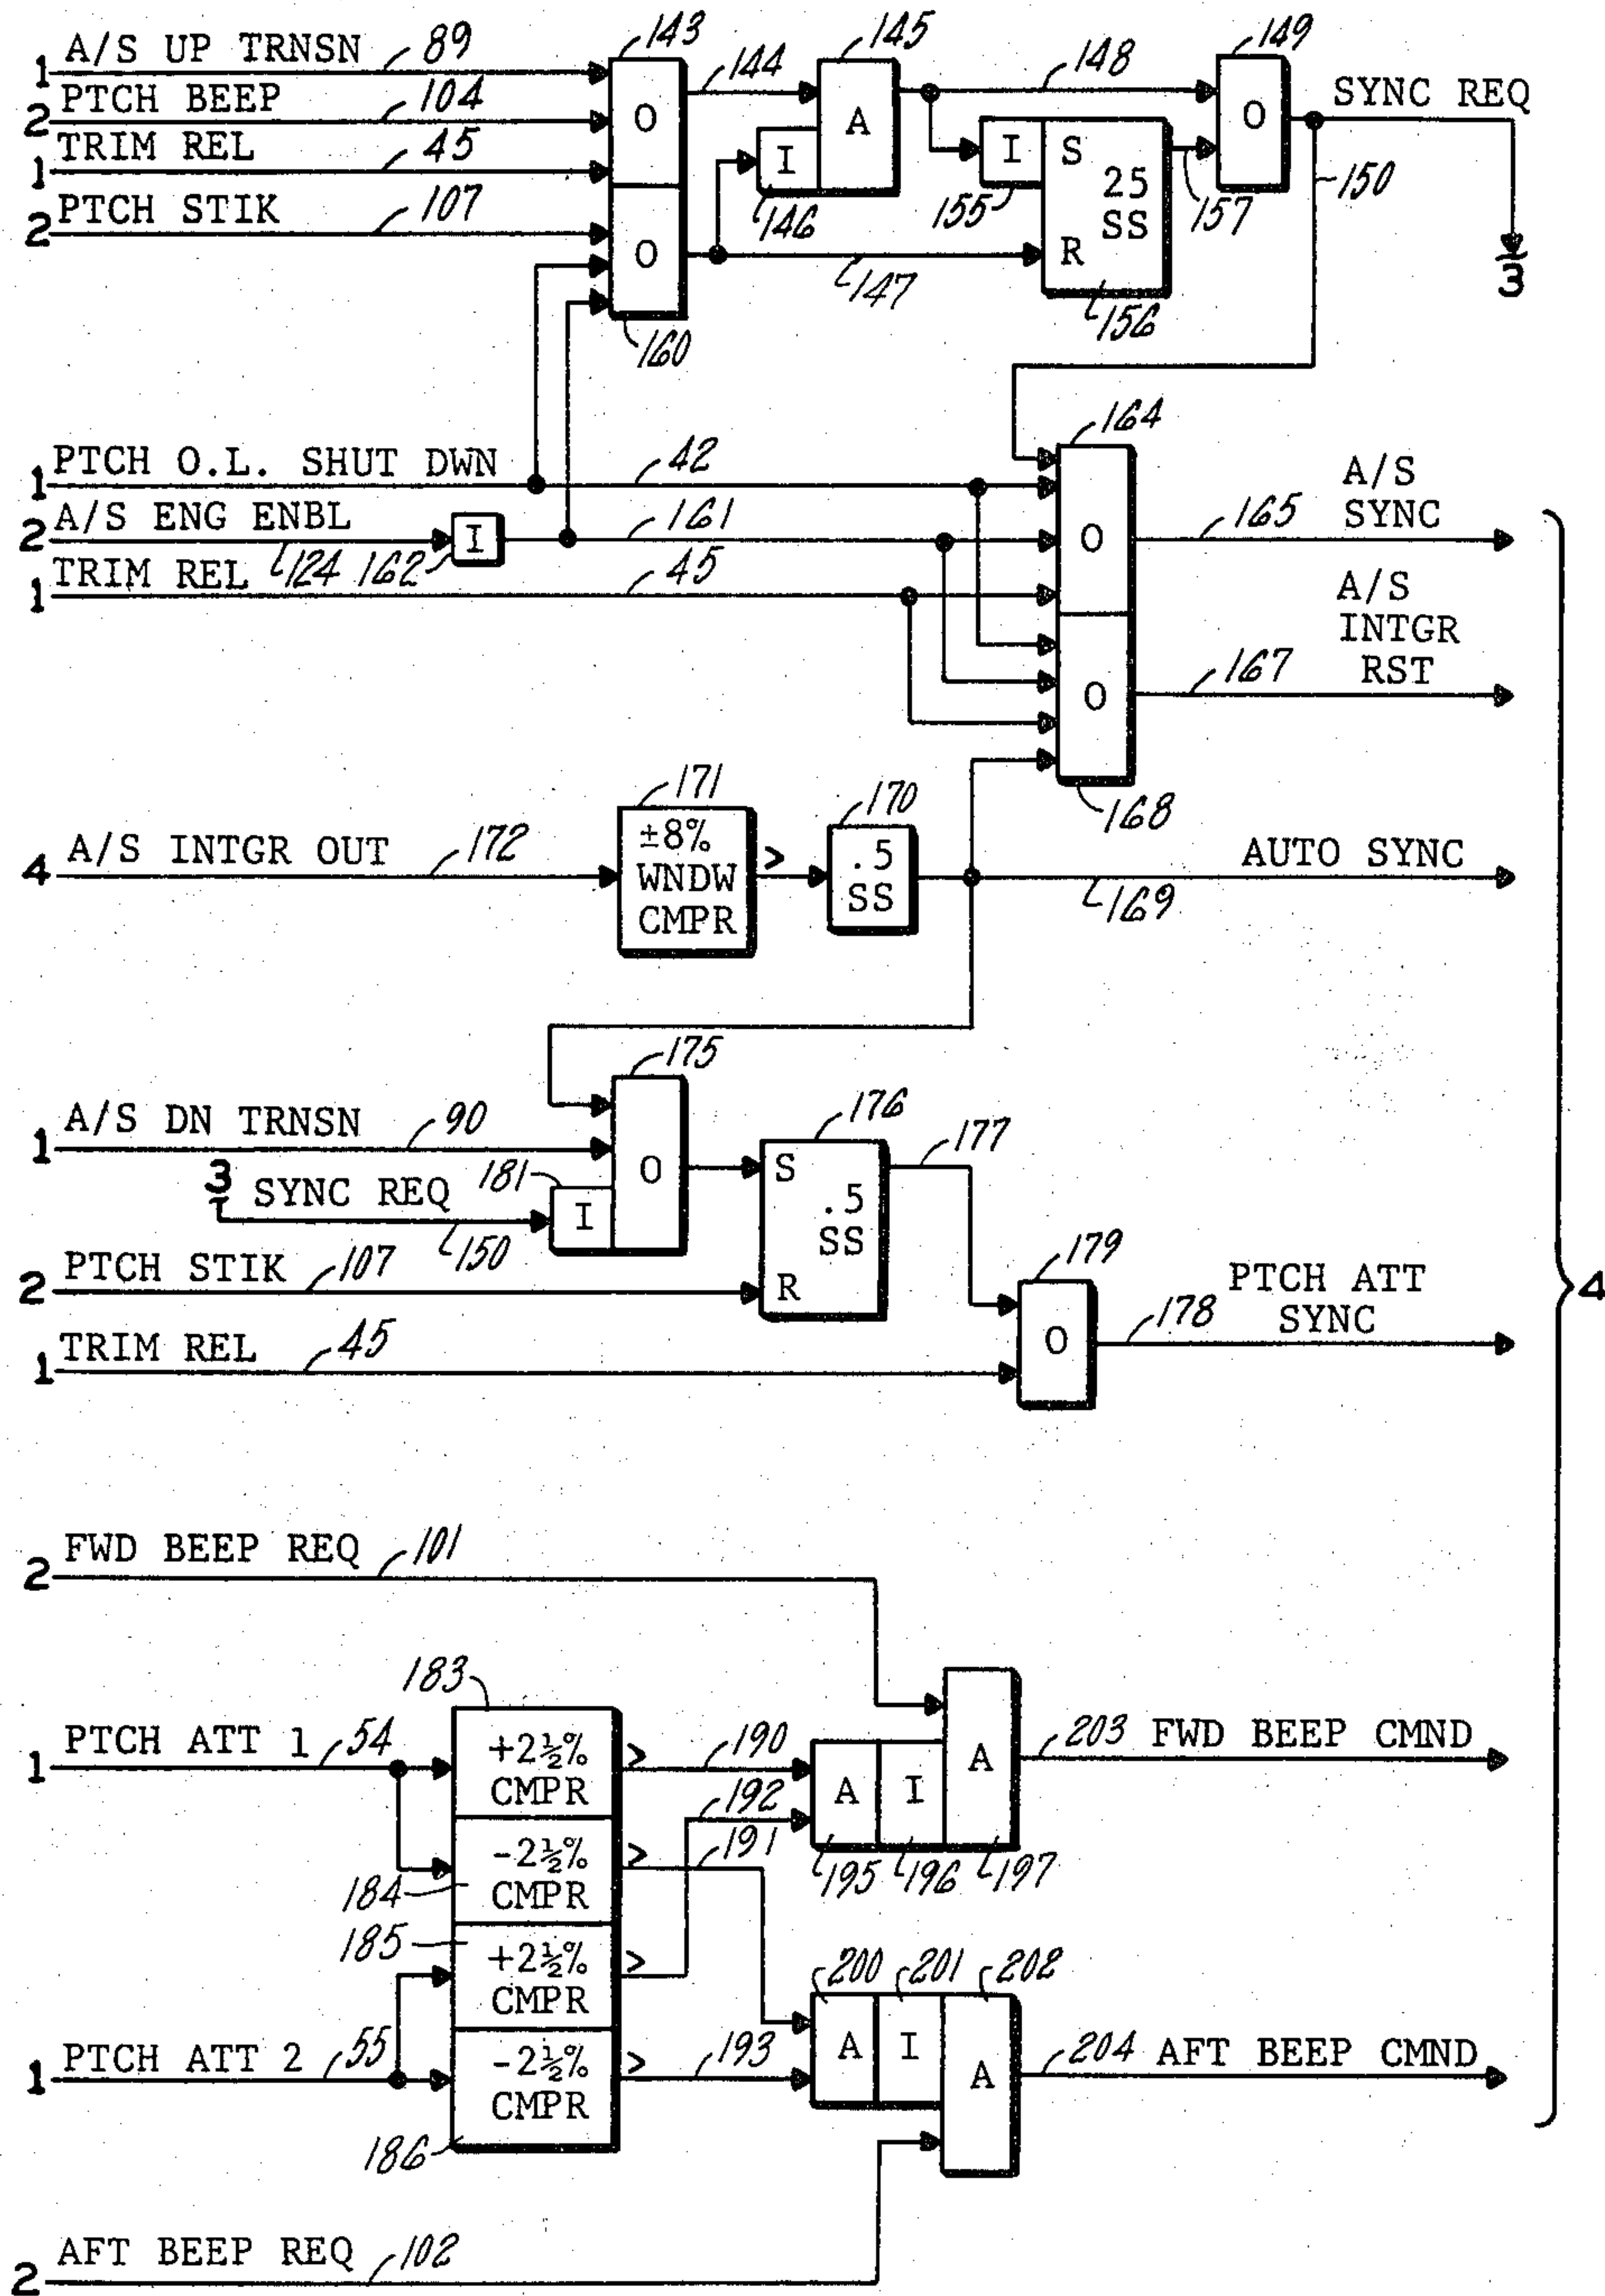 A/S UP TRNSN 89
1
PTCH BEEP 104
2
TRIM REL 45
1
PTCH STIK 107
2
143
O
O
160
144
145
A
I
146
147
148
I
155
S
25
SS
R
156
157
149
O
SYNC REQ
150
3
PTCH O.L. SHUT DWN 42
1
A/S ENG ENBL
2
124 162
I
161
TRIM REL 45
1
164
O
O
168
165
A/S
SYNC
167
A/S
INTGR
RST
A/S INTGR OUT 172
4
171
±8%
WNDW
CMPR
>
170
.5
SS
AUTO SYNC
169
175
A/S DN TRNSN 90
1
3
SYNC REQ
150
181
I
O
PTCH STIK 107
2
TRIM REL 45
1
176
S
.5
SS
R
177
179
O
178
PTCH ATT
SYNC
4
FWD BEEP REQ 101
2
PTCH ATT 1 54
1
183
+2½%
CMPR
>
190
184
-2½%
CMPR
>
191
185
+2½%
CMPR
>
192
186
-2½%
CMPR
>
193
PTCH ATT 2 55
1
A
I
A
195
196
197
203 FWD BEEP CMND
200
201
202
A
I
A
204 AFT BEEP CMND
AFT BEEP REQ 102
2